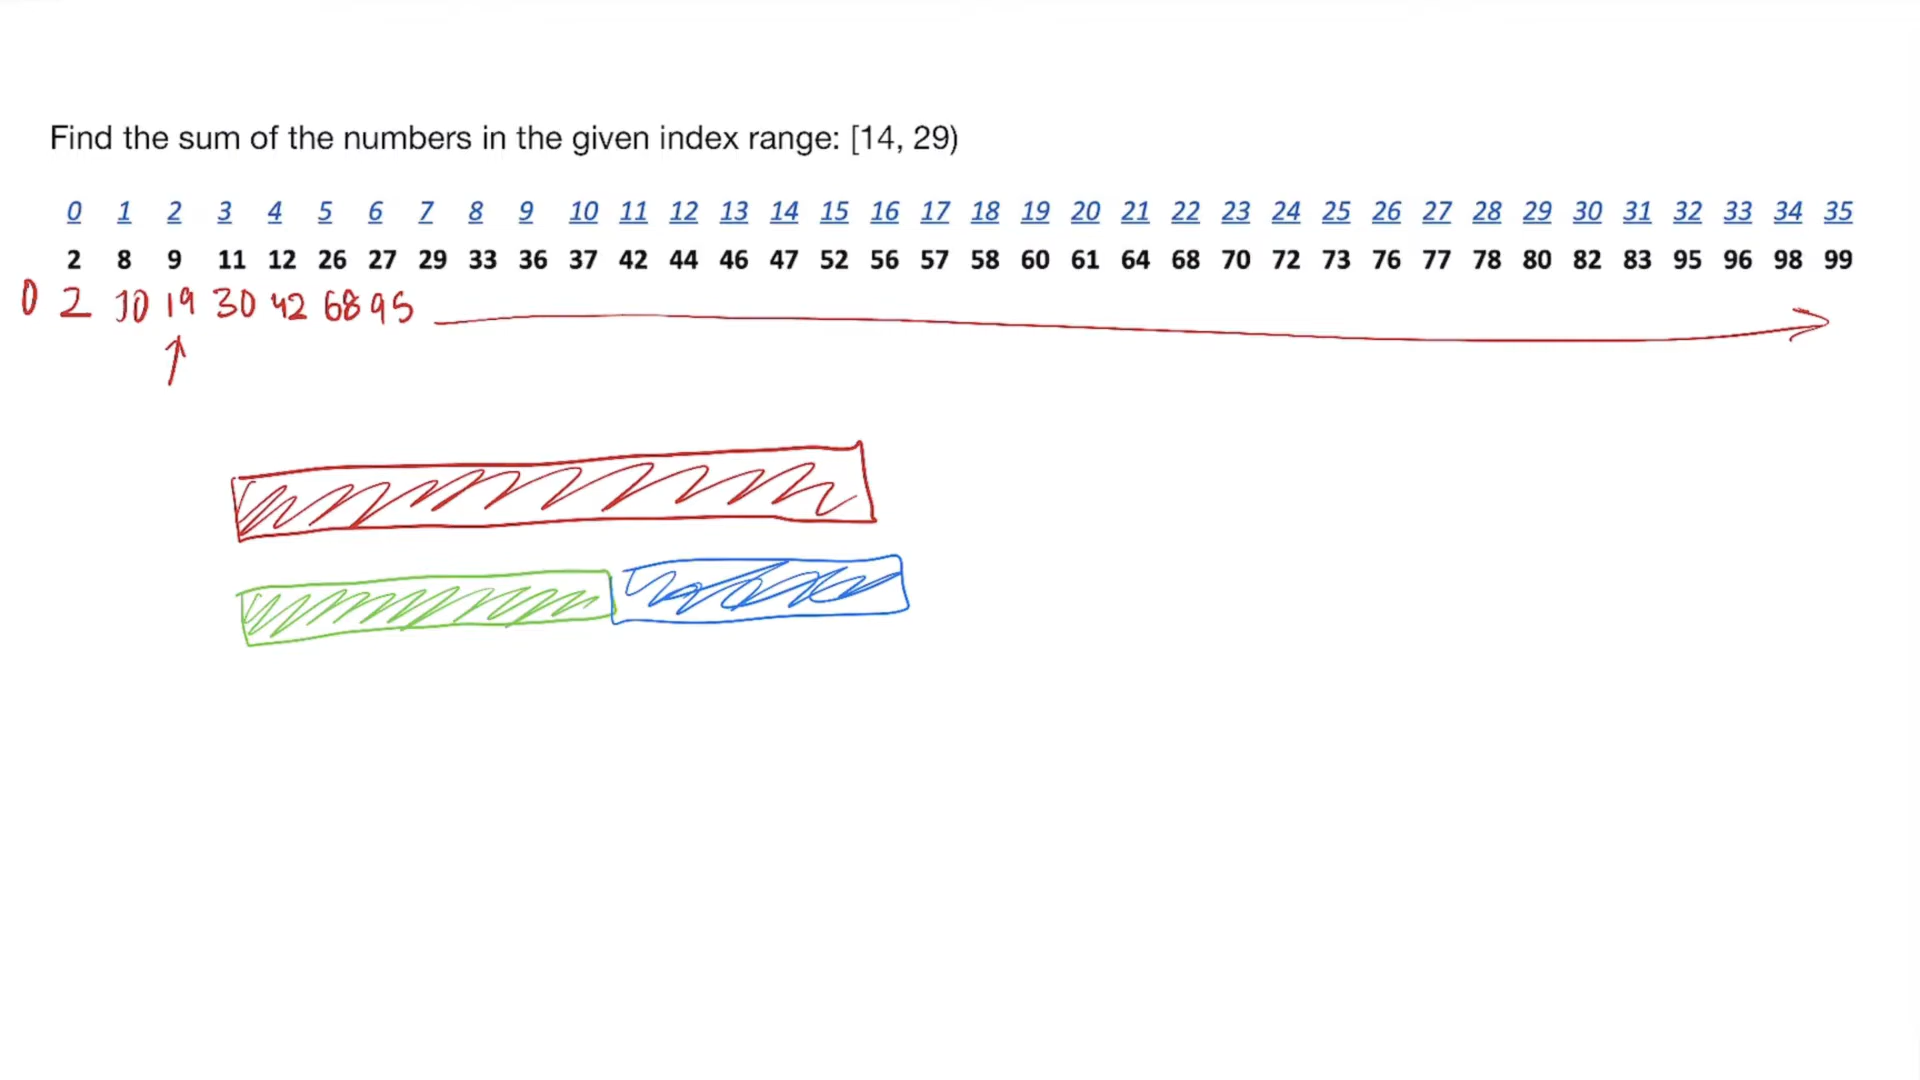 Find the sum of the numbers in the given index range: [14, 29)
0 1 2 3 4 5 6 7 8 9 10 11 12 13 14 15 16 17 18 19 20 21 22 23 24 25 26 27 28 29 30 31 32 33 34 35
2 8 9 11 12 26 27 29 33 36 37 42 44 46 47 52 56 57 58 60 61 64 68 70 72 73 76 77 78 80 82 83 95 96 98 99
0 2 10 19 30 42 68 95